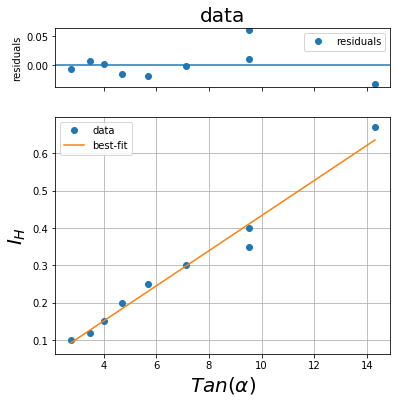 data
residuals
0.05
0.00
residuals
data
best-fit
I_H
0.6
0.5
0.4
0.3
0.2
0.1
4 6 8 10 12 14
Tan(α)